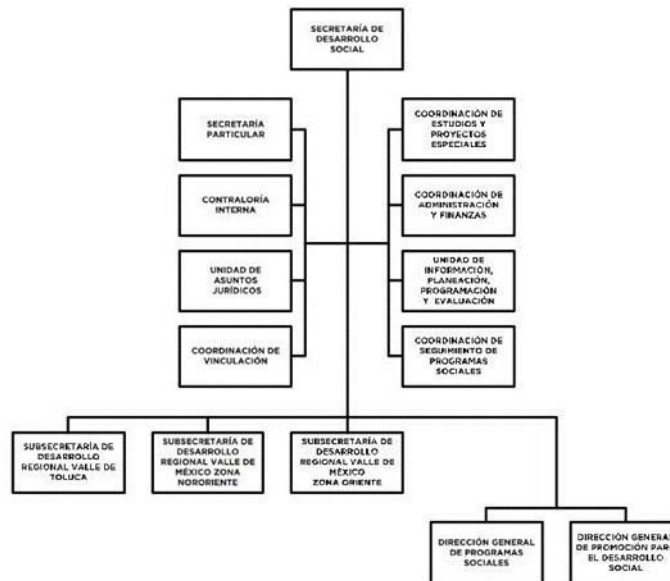 SECRETARÍA DE
DESARROLLO
SOCIAL
SECRETARÍA
PARTICULAR
COORDINACIÓN DE
ESTUDIOS Y
PROYECTOS
ESPECIALES
CONTRALORÍA
INTERNA
COORDINACIÓN DE
ADMINISTRACIÓN
Y FINANZAS
UNIDAD DE
ASUNTOS
JURÍDICOS
UNIDAD DE
INFORMACIÓN,
PLANEACIÓN,
PROGRAMACIÓN
Y EVALUACIÓN
COORDINACIÓN DE
VINCULACIÓN
COORDINACIÓN DE
SEGUIMIENTO DE
PROGRAMAS
SOCIALES
SUBSECRETARÍA DE
DESARROLLO
REGIONAL VALLE DE
TOLUCA
SUBSECRETARÍA DE
DESARROLLO
REGIONAL VALLE DE
MÉXICO ZONA
NORORIENTE
SUBSECRETARÍA DE
DESARROLLO
REGIONAL VALLE DE
MÉXICO
ZONA ORIENTE
DIRECCIÓN GENERAL
DE PROGRAMAS
SOCIALES
DIRECCIÓN GENERAL
DE PROMOCIÓN PARA
EL DESARROLLO
SOCIAL